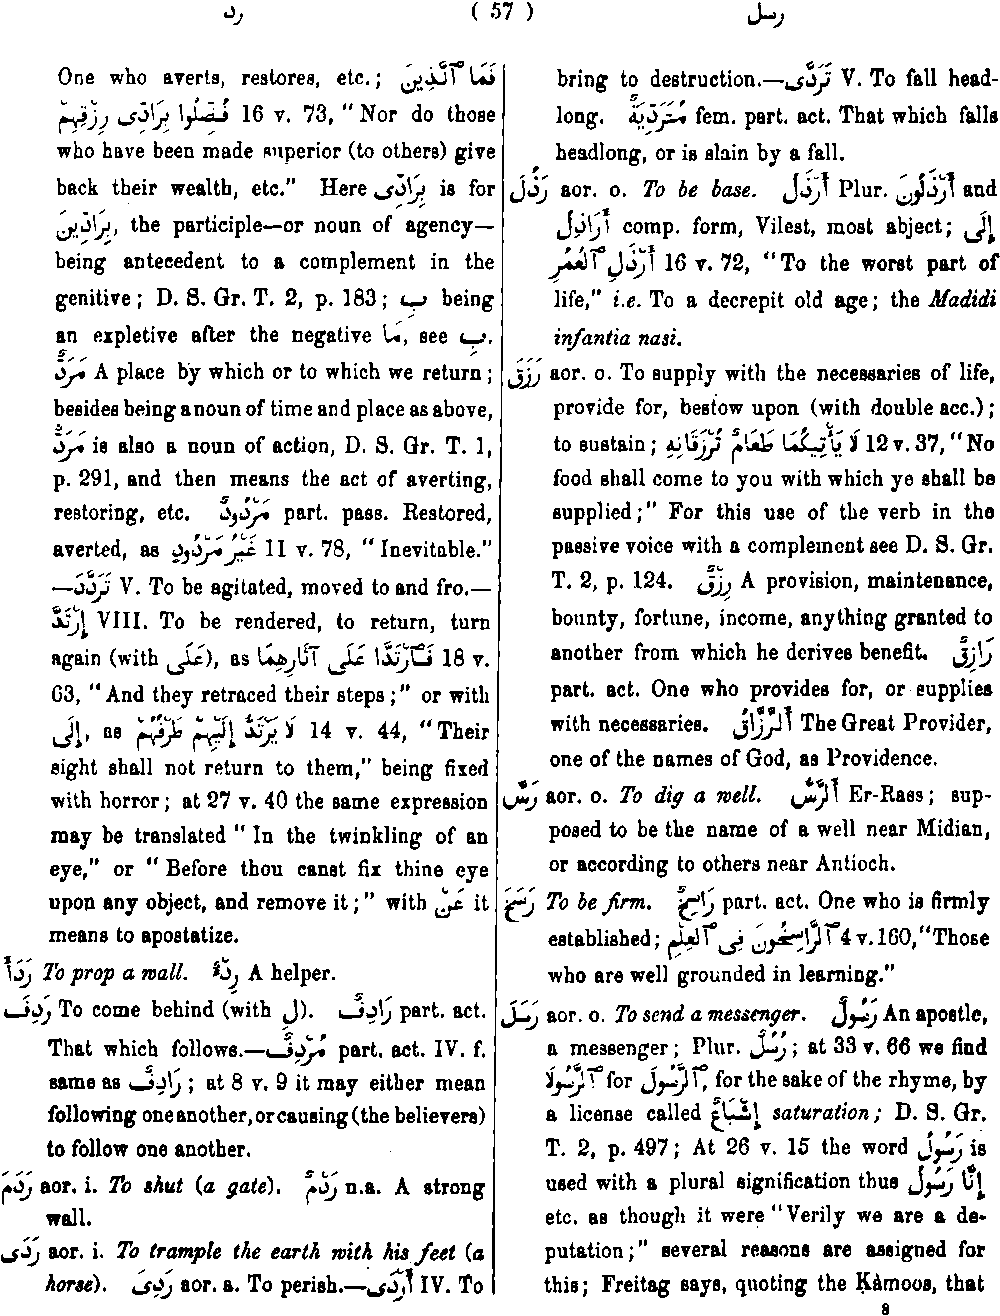 رد ( 57 ) رسل
One who averts, restores, etc.; فَمَا ٱلَّذِينَ
فُضِّلُوا بِرَادِّى رِزْقِهِمْ 16 v. 73, "Nor do those
who have been made superior (to others) give
back their wealth, etc." Here بِرَادِّى is for
بِرَادِّينَ, the participle—or noun of agency—
being antecedent to a complement in the
genitive; D. S. Gr. T. 2, p. 183; بِ being
an expletive after the negative مَا, see بِ.
مَرَدٌّ A place by which or to which we return;
besides being a noun of time and place as above,
مَرَدٌّ is also a noun of action, D. S. Gr. T. 1,
p. 291, and then means the act of averting,
restoring, etc. مَرْدُودٌ part. pass. Restored,
averted, as غَيْرُ مَرْدُودٍ 11 v. 78, "Inevitable."
—تَرَدَّدَ V. To be agitated, moved to and fro.—
إِرْتَدَّ VIII. To be rendered, to return, turn
again (with عَلَى), as فَٱرْتَدَّا عَلَى آثَارِهِمَا 18 v.
63, "And they retraced their steps;" or with
إِلَى, as لَا يَرْتَدُّ إِلَيْهِمْ طَرْفُهُمْ 14 v. 44, "Their
sight shall not return to them," being fixed
with horror; at 27 v. 40 the same expression
may be translated "In the twinkling of an
eye," or "Before thou canst fix thine eye
upon any object, and remove it;" with عَنْ it
means to apostatize.
رَدَأَ To prop a wall. رِدْءٌ A helper.
رَدِفَ To come behind (with لِ). رَادِفٌ part. act.
That which follows.—مُرْدِفٌ part. act. IV. f.
same as رَادِفٌ; at 8 v. 9 it may either mean
following one another, or causing (the believers)
to follow one another.
رَدَمَ aor. i. To shut (a gate). رَدْمٌ n.a. A strong
wall.
رَدَى aor. i. To trample the earth with his feet (a
horse). رَدِىَ aor. a. To perish.—أَرْدَى IV. To
bring to destruction.—تَرَدَّى V. To fall head-
long. مُتَرَدِّيَةٌ fem. part. act. That which falls
headlong, or is slain by a fall.
رَذُلَ aor. o. To be base. أَرْذَلُ Plur. أَرْذَلُونَ and
أَرَاذِلُ comp. form, Vilest, most abject; إِلَى
أَرْذَلِ ٱلْعُمُرِ 16 v. 72, "To the worst part of
life," i.e. To a decrepit old age; the Madidi
infantia nasi.
رَزَقَ aor. o. To supply with the necessaries of life,
provide for, bestow upon (with double acc.);
to sustain; لَا يَأْتِيكُمَا طَعَامٌ تُرْزَقَانِهِ 12 v. 37, "No
food shall come to you with which ye shall be
supplied;" For this use of the verb in the
passive voice with a complement see D. S. Gr.
T. 2, p. 124. رِزْقٌ A provision, maintenance,
bounty, fortune, income, anything granted to
another from which he derives benefit. رَازِقٌ
part. act. One who provides for, or supplies
with necessaries. أَلرَّزَّاقُ The Great Provider,
one of the names of God, as Providence.
رَسَّ aor. o. To dig a well. أَلرَّسُّ Er-Rass; sup-
posed to be the name of a well near Midian,
or according to others near Antioch.
رَسَخَ To be firm. رَاسِخٌ part. act. One who is firmly
established; ٱلرَّاسِخُونَ فِى ٱلْعِلْمِ 4 v. 160, "Those
who are well grounded in learning."
رَسَلَ aor. o. To send a messenger. رَسُولٌ An apostle,
a messenger; Plur. رُسُلٌ; at 33 v. 66 we find
ٱلرَّسُولَا for ٱلرَّسُولَ, for the sake of the rhyme, by
a license called إِشْبَاعٌ saturation; D. S. Gr.
T. 2, p. 497; At 26 v. 15 the word رَسُولُ is
used with a plural signification thus إِنَّا رَسُولُ
etc. as though it were "Verily we are a de-
putation;" several reasons are assigned for
this; Freitag says, quoting the Ḳàmoos, that
8